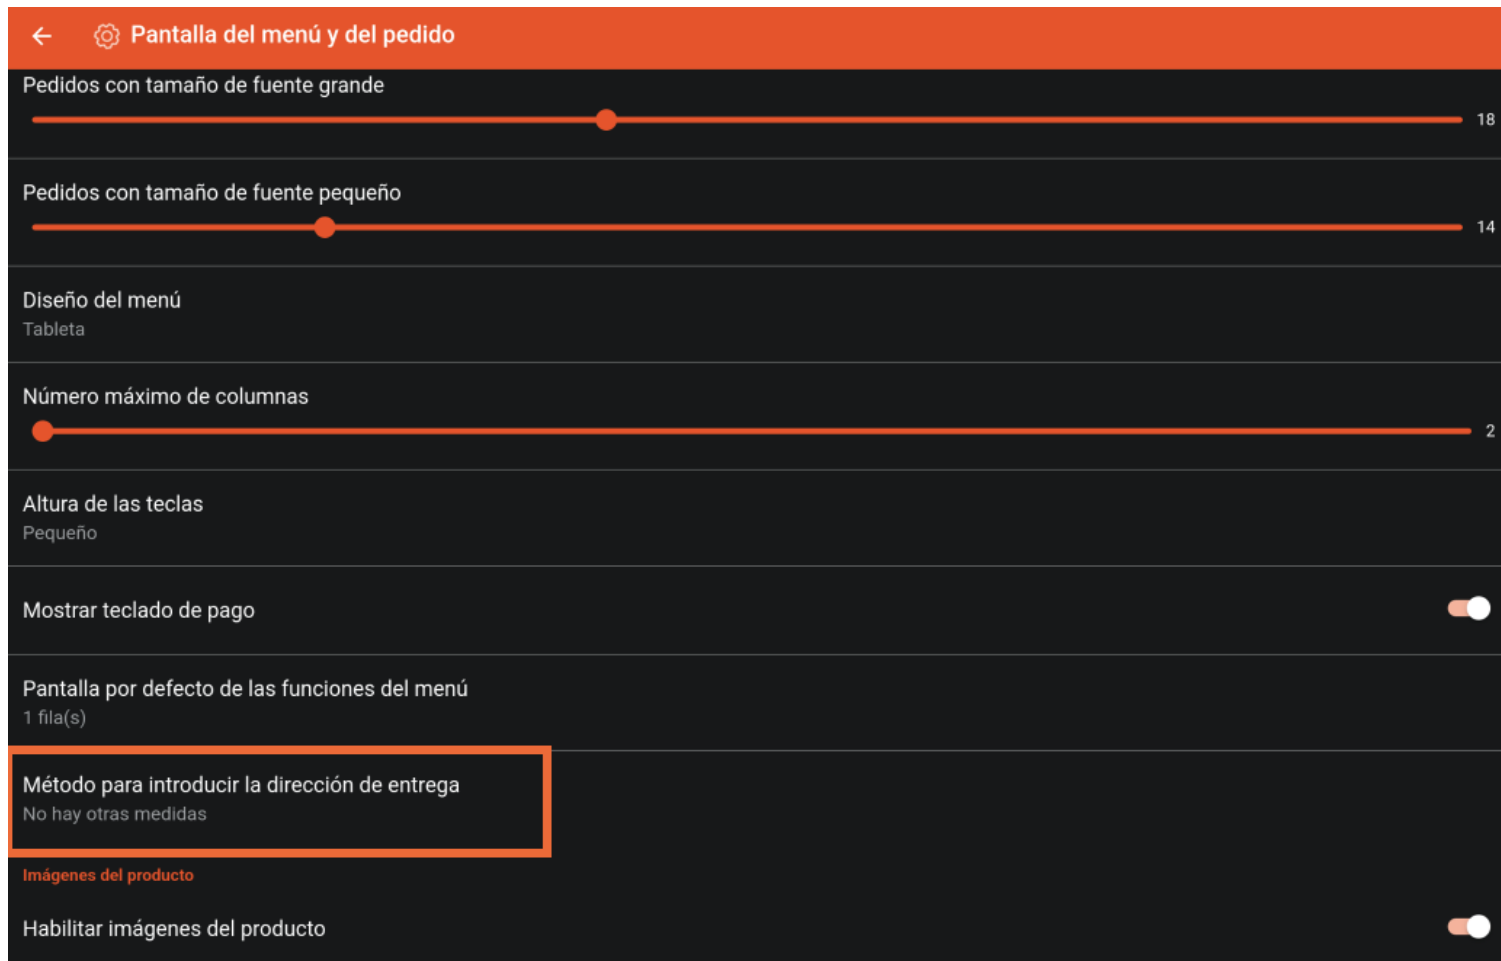 Pantalla del menú y del pedido
Pedidos con tamaño de fuente grande
18
Pedidos con tamaño de fuente pequeño
14
Diseño del menú
Tableta
Número máximo de columnas
2
Altura de las teclas
Pequeño
Mostrar teclado de pago
Pantalla por defecto de las funciones del menú
1 fila(s)
Método para introducir la dirección de entrega
No hay otras medidas
Imágenes del producto
Habilitar imágenes del producto